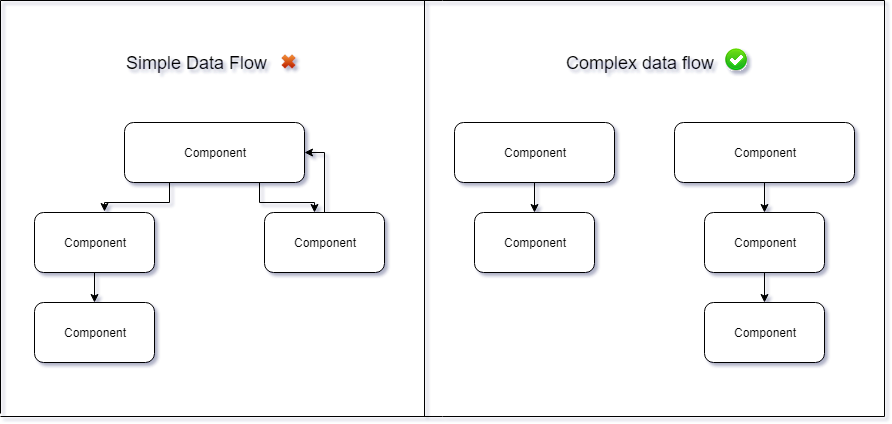 Simple Data Flow
Component
Component
Component
Component
Complex data flow
Component
Component
Component
Component
Component